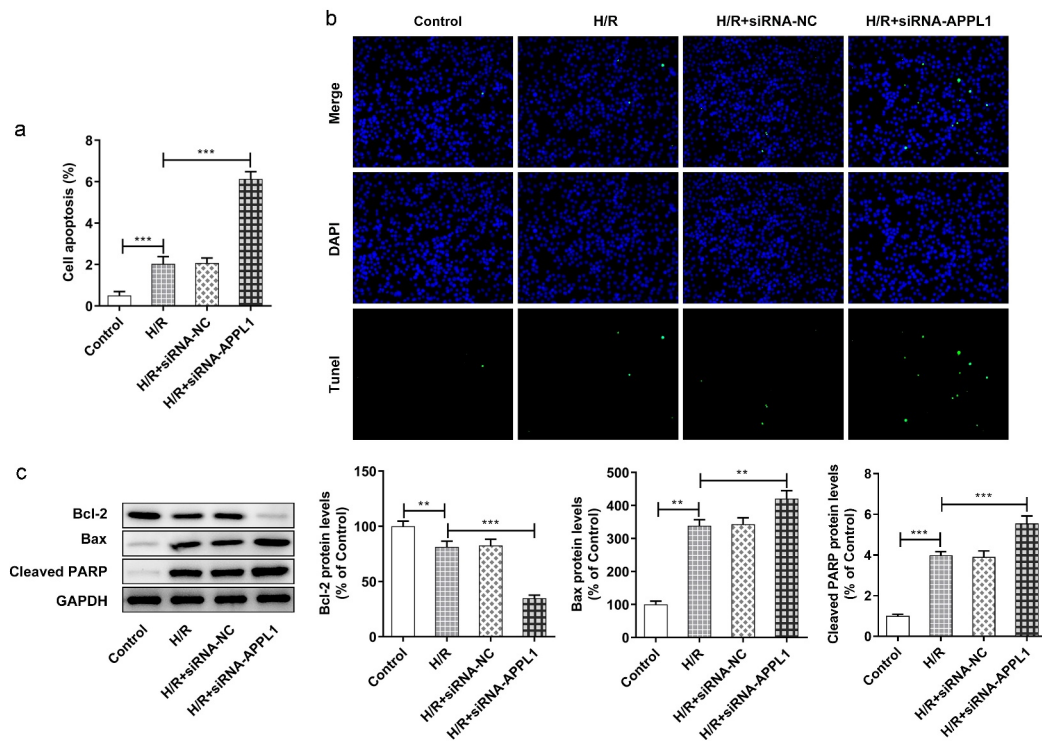 a
Cell apoptosis (%)
8
6
4
2
0
***
***
Control
H/R
H/R+siRNA-NC
H/R+siRNA-APPL1
b
Control
H/R
H/R+siRNA-NC
H/R+siRNA-APPL1
Merge
DAPI
Tunel
c
Bcl-2
Bax
Cleaved PARP
GAPDH
Control
H/R
H/R+siRNA-NC
H/R+siRNA-APPL1
Bcl-2 protein levels
(% of Control)
150
100
50
0
**
***
Control
H/R
H/R+siRNA-NC
H/R+siRNA-APPL1
Bax protein levels
(% of Control)
500
400
300
200
100
0
**
**
Control
H/R
H/R+siRNA-NC
H/R+siRNA-APPL1
Cleaved PARP protein levels
(% of Control)
8
6
4
2
0
***
***
Control
H/R
H/R+siRNA-NC
H/R+siRNA-APPL1